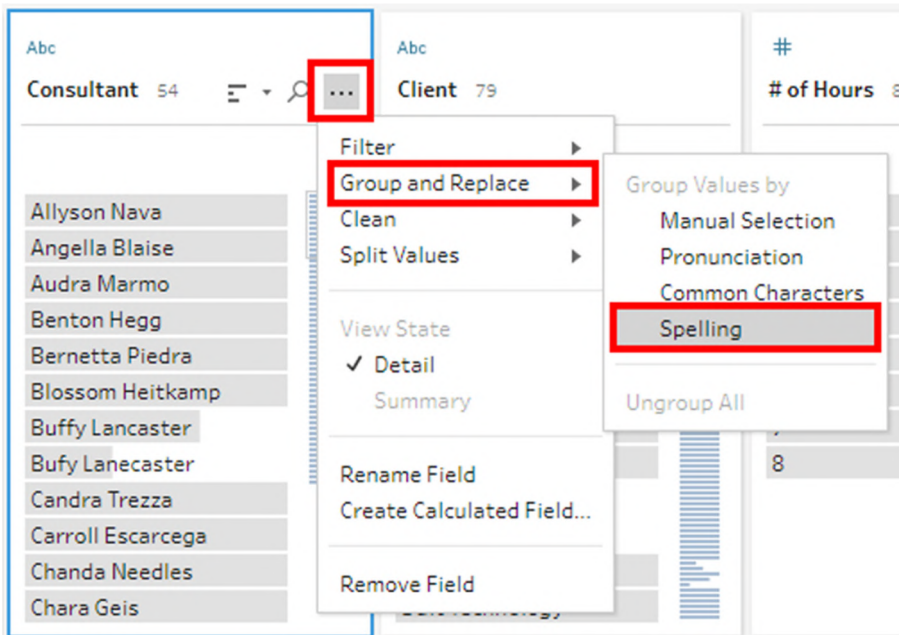 Abc
Consultant 54
...
Abc
Client 79
#
# of Hours
Allyson Nava
Angella Blaise
Audra Marmo
Benton Hegg
Bernetta Piedra
Blossom Heitkamp
Buffy Lancaster
Bufy Lanecaster
Candra Trezza
Carroll Escarcega
Chanda Needles
Chara Geis
Filter
Group and Replace
Clean
Split Values
View State
✓ Detail
Summary
Rename Field
Create Calculated Field...
Remove Field
Group Values by
Manual Selection
Pronunciation
Common Characters
Spelling
Ungroup All
8